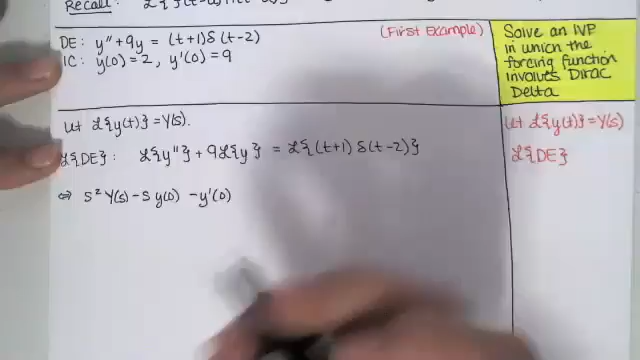 Recall:
DE: y'' + 9y = (t+1)δ(t-2)
(First Example)
IC: y(0) = 2, y'(0) = 9
Solve an IVP
in which the
forcing function
involves Dirac
Delta
Let ℒ{y(t)} = Y(s).
ℒ{DE}: ℒ{y''} + 9ℒ{y} = ℒ{(t+1) δ(t-2)}
⇔ s² Y(s) - s y(0) - y'(0)
Let ℒ{y(t)} = Y(s)
ℒ{DE}